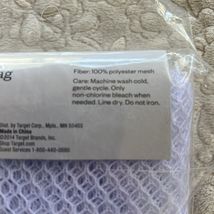 ag
Fiber: 100% polyester mesh
Care: Machine wash cold,
gentle cycle. Only
non-chlorine bleach when
needed. Line dry. Do not iron.
Dist. by Target Corp., Mpls., MN 55403
Made in China
©2014 Target Brands, Inc.
Shop Target.com
Guest Services 1-800-440-0680